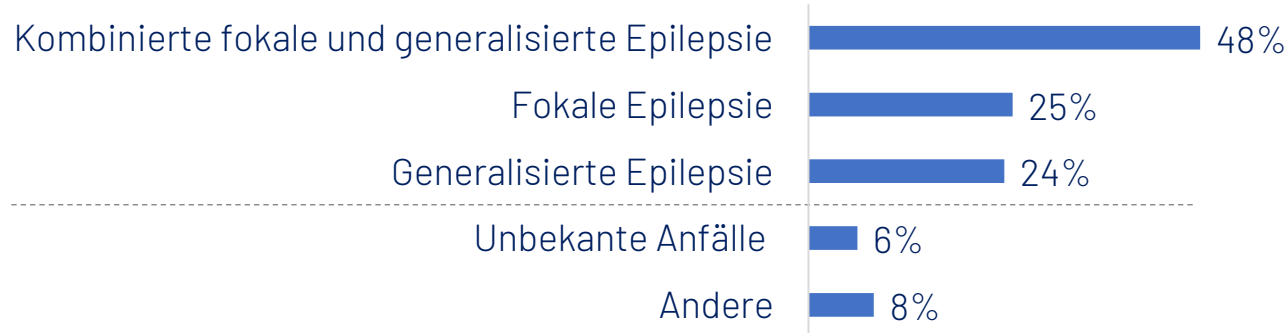 Kombinierte fokale und generalisierte Epilepsie 48%
Fokale Epilepsie 25%
Generalisierte Epilepsie 24%
Unbekante Anfälle 6%
Andere 8%